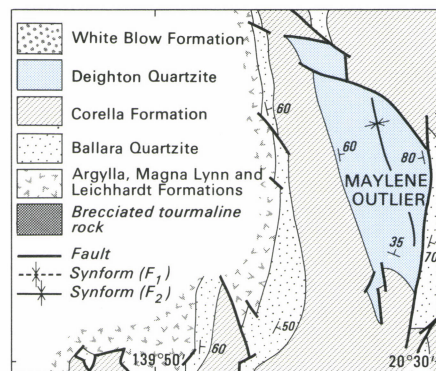 White Blow Formation
Deighton Quartzite
Corella Formation
Ballara Quartzite
Argylla, Magna Lynn and
Leichhardt Formations
Brecciated tourmaline
rock
Fault
Synform (F1)
Synform (F2)
60
60
80
MAYLENE
OUTLIER
35
70
50
60
139°50'
20°30'